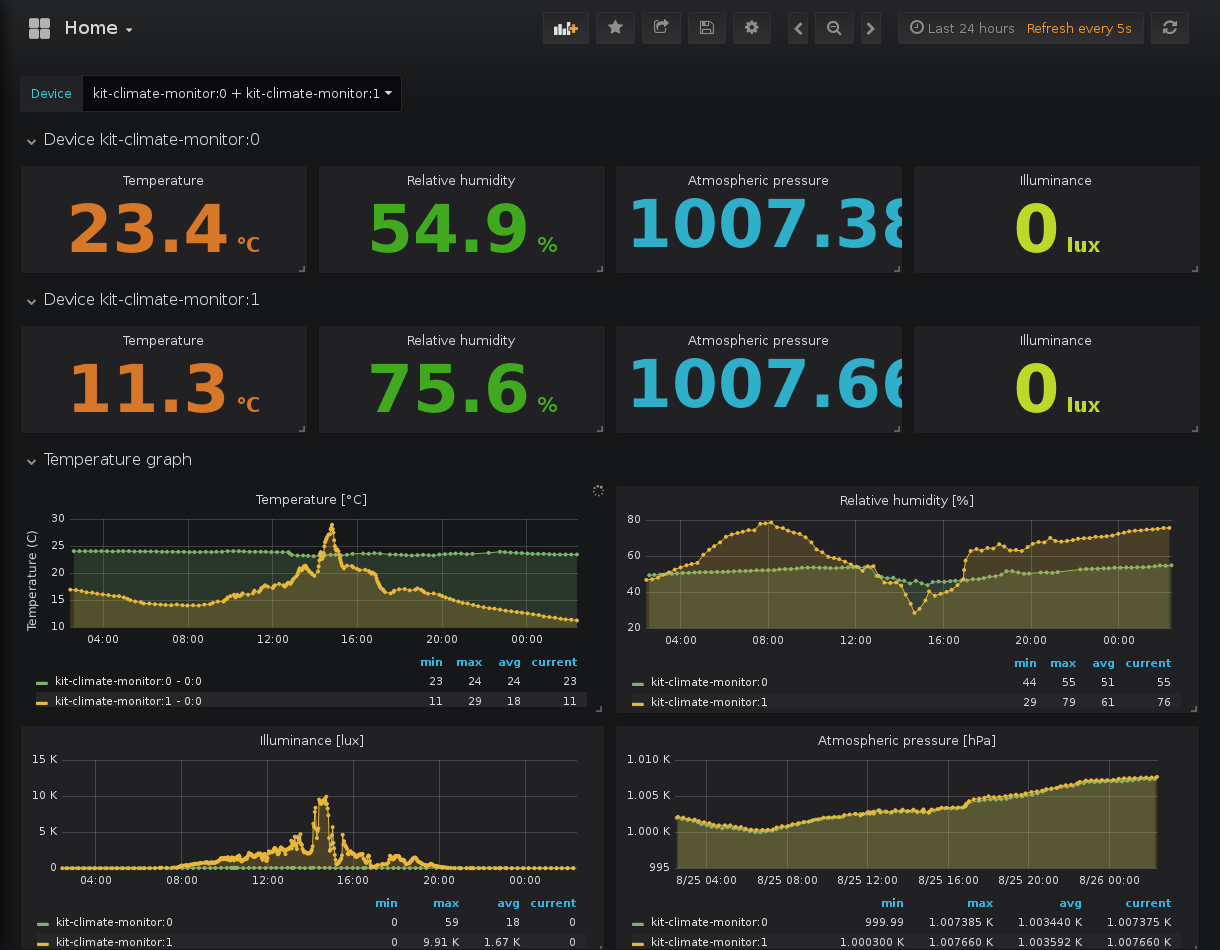 Home
Last 24 hours Refresh every 5s
Device kit-climate-monitor:0 + kit-climate-monitor:1
Device kit-climate-monitor:0
Temperature Relative humidity Atmospheric pressure Illuminance
23.4 °C 54.9 % 1007.38 0 lux
Device kit-climate-monitor:1
Temperature Relative humidity Atmospheric pressure Illuminance
11.3 °C 75.6 % 1007.66 0 lux
Temperature graph
Temperature [°C]
Temperature (C)
30
25
20
15
10
04:00 08:00 12:00 16:00 20:00 00:00
min max avg current
kit-climate-monitor:0 - 0:0 23 24 24 23
kit-climate-monitor:1 - 0:0 11 29 18 11
Relative humidity [%]
80
60
40
20
04:00 08:00 12:00 16:00 20:00 00:00
min max avg current
kit-climate-monitor:0 44 55 51 55
kit-climate-monitor:1 29 79 61 76
Illuminance [lux]
15 K
10 K
5 K
0
04:00 08:00 12:00 16:00 20:00 00:00
min max avg current
kit-climate-monitor:0 0 59 18 0
kit-climate-monitor:1 0 9.91 K 1.67 K 0
Atmospheric pressure [hPa]
1.010 K
1.005 K
1.000 K
995
8/25 04:00 8/25 08:00 8/25 12:00 8/25 16:00 8/25 20:00 8/26 00:00
min max avg current
kit-climate-monitor:0 999.99 1.007385 K 1.003440 K 1.007375 K
kit-climate-monitor:1 1.000300 K 1.007660 K 1.003592 K 1.007660 K